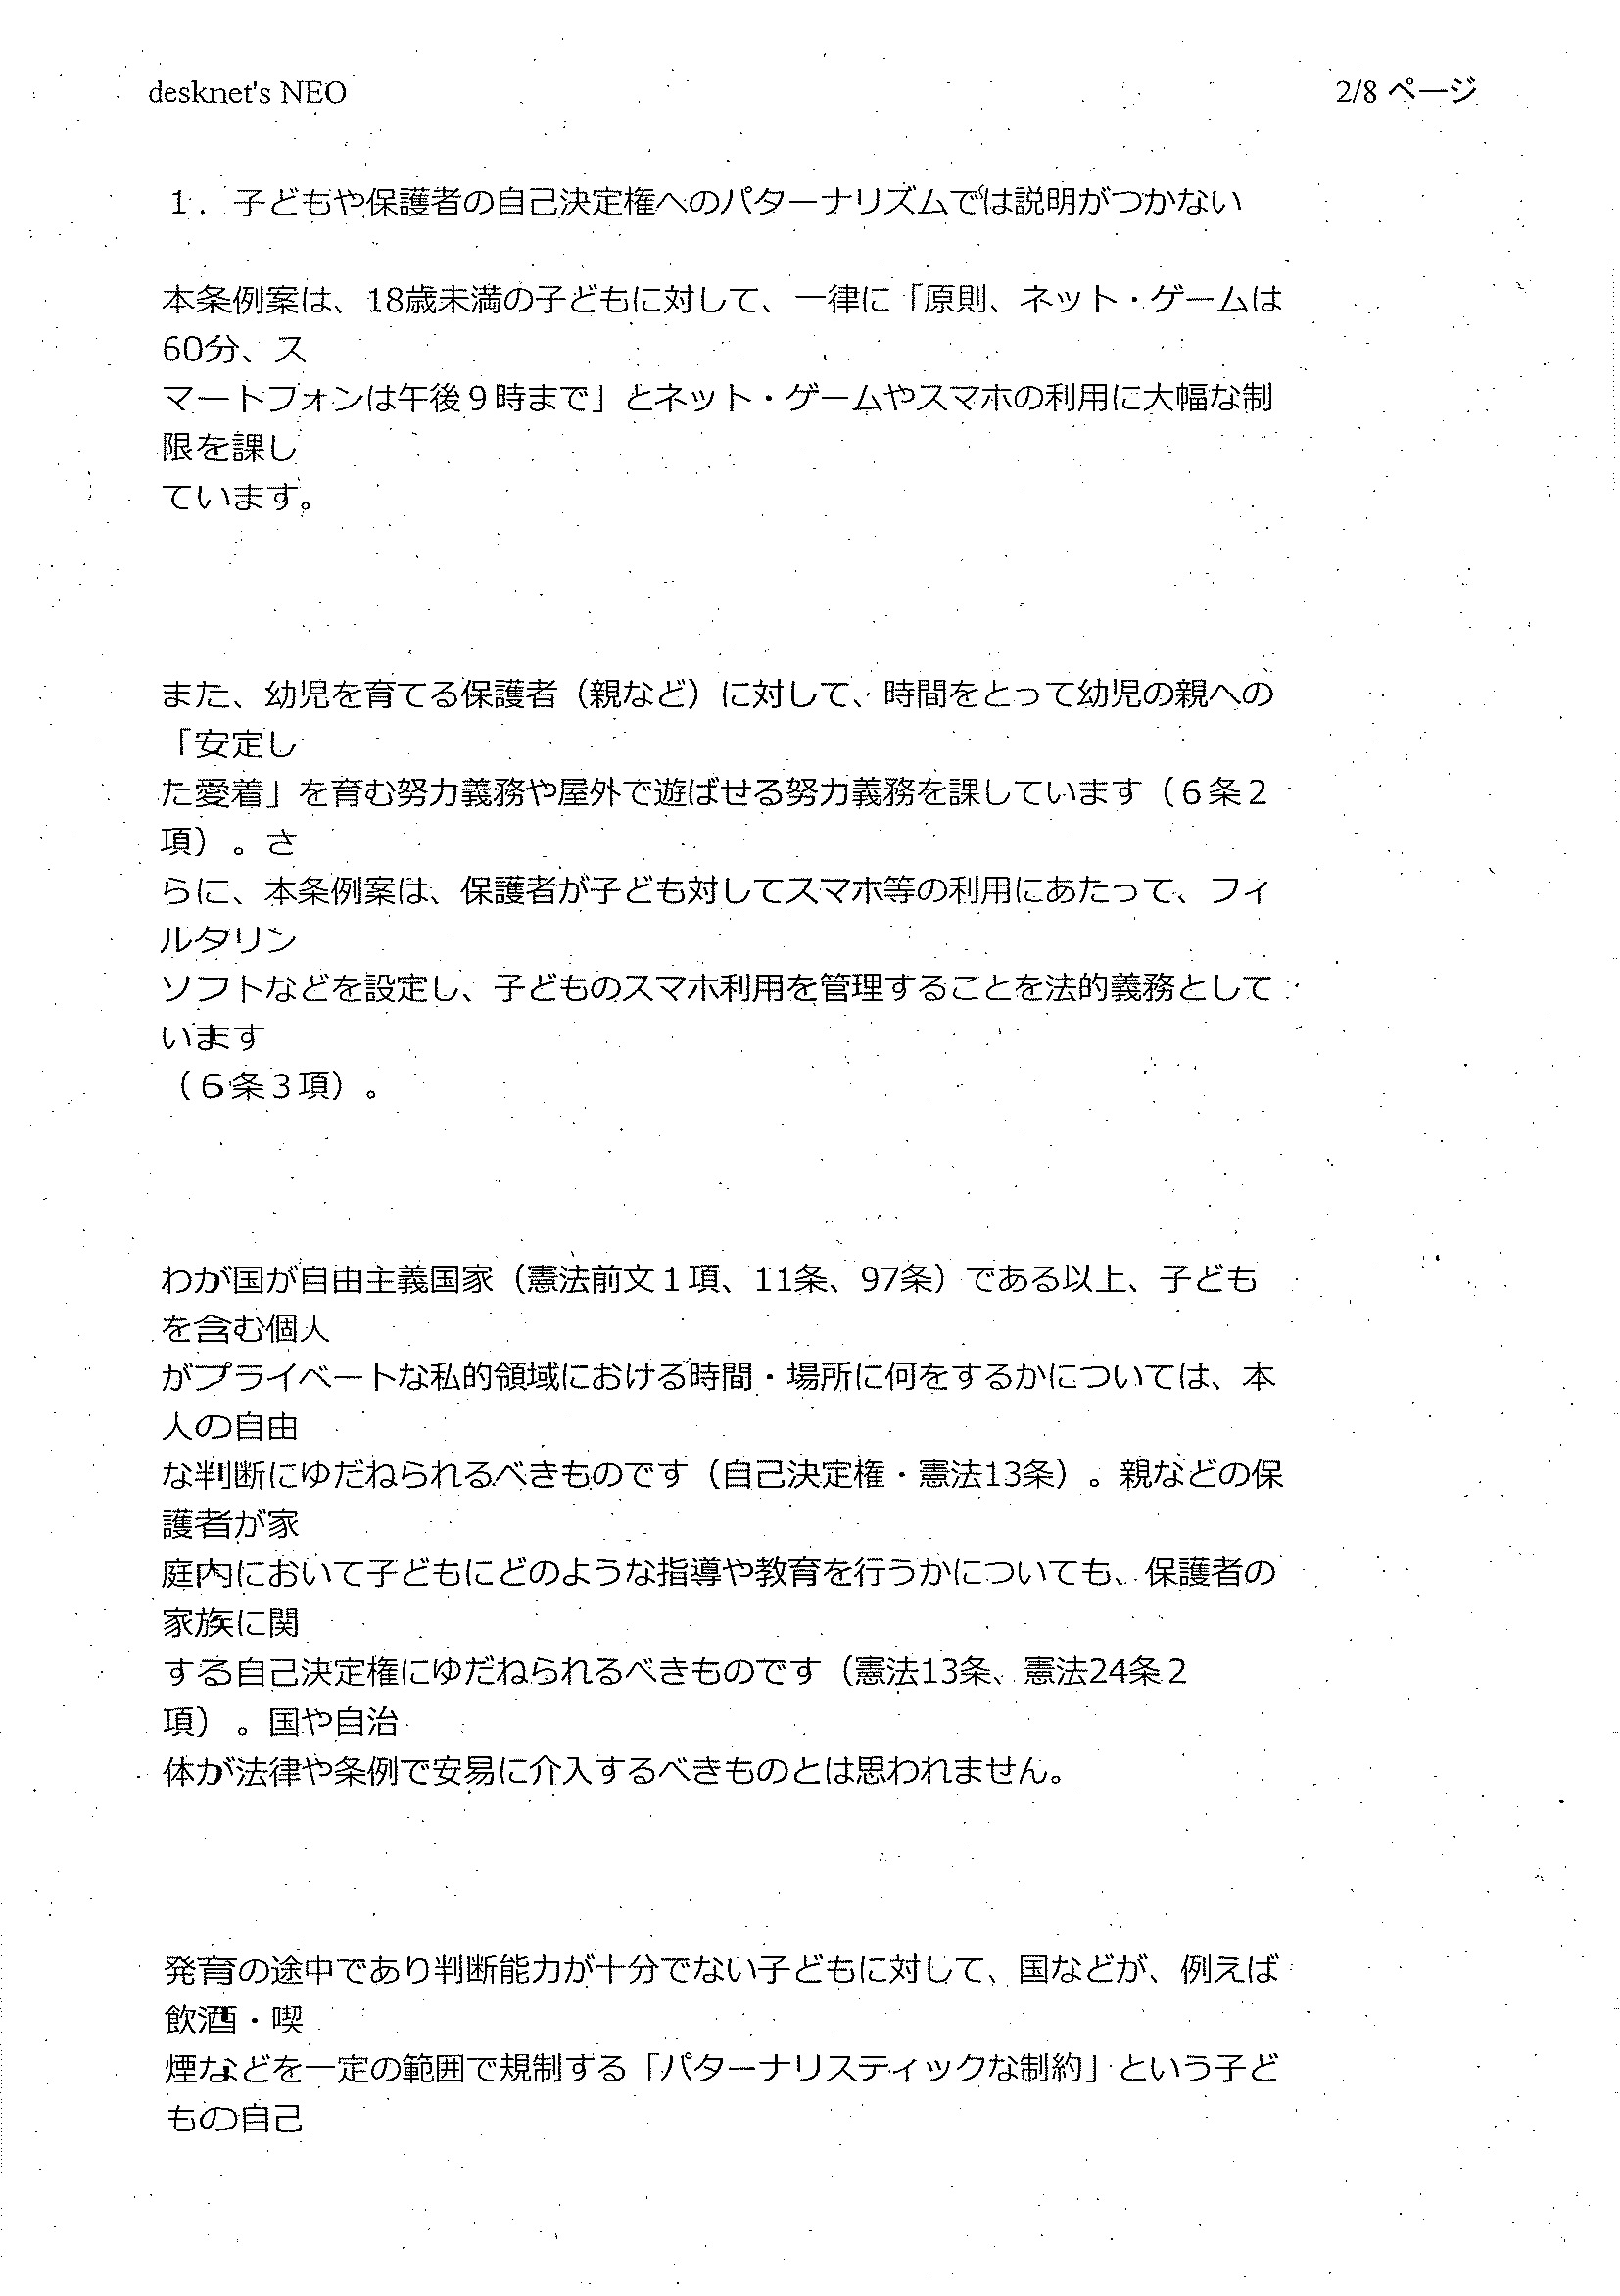 desknet's NEO
2/8 ページ
１．子どもや保護者の自己決定権へのパターナリズムでは説明がつかない
本条例案は、18歳未満の子どもに対して、一律に「原則、ネット・ゲームは
60分、ス
マートフォンは午後９時まで」とネット・ゲームやスマホの利用に大幅な制
限を課し
ています。
また、幼児を育てる保護者（親など）に対して、時間をとって幼児の親への
「安定し
た愛着」を育む努力義務や屋外で遊ばせる努力義務を課しています（６条２
項）。さ
らに、本条例案は、保護者が子ども対してスマホ等の利用にあたって、フィ
ルタリン
ソフトなどを設定し、子どものスマホ利用を管理することを法的義務として
います
（６条３項）。
わが国が自由主義国家（憲法前文１項、11条、97条）である以上、子ども
を含む個人
がプライベートな私的領域における時間・場所に何をするかについては、本
人の自由
な判断にゆだねられるべきものです（自己決定権・憲法13条）。親などの保
護者が家
庭内において子どもにどのような指導や教育を行うかについても、保護者の
家族に関
する自己決定権にゆだねられるべきものです（憲法13条、憲法24条２
項）。国や自治
体が法律や条例で安易に介入するべきものとは思われません。
発育の途中であり判断能力が十分でない子どもに対して、国などが、例えば
飲酒・喫
煙などを一定の範囲で規制する「パターナリスティックな制約」という子ど
もの自己